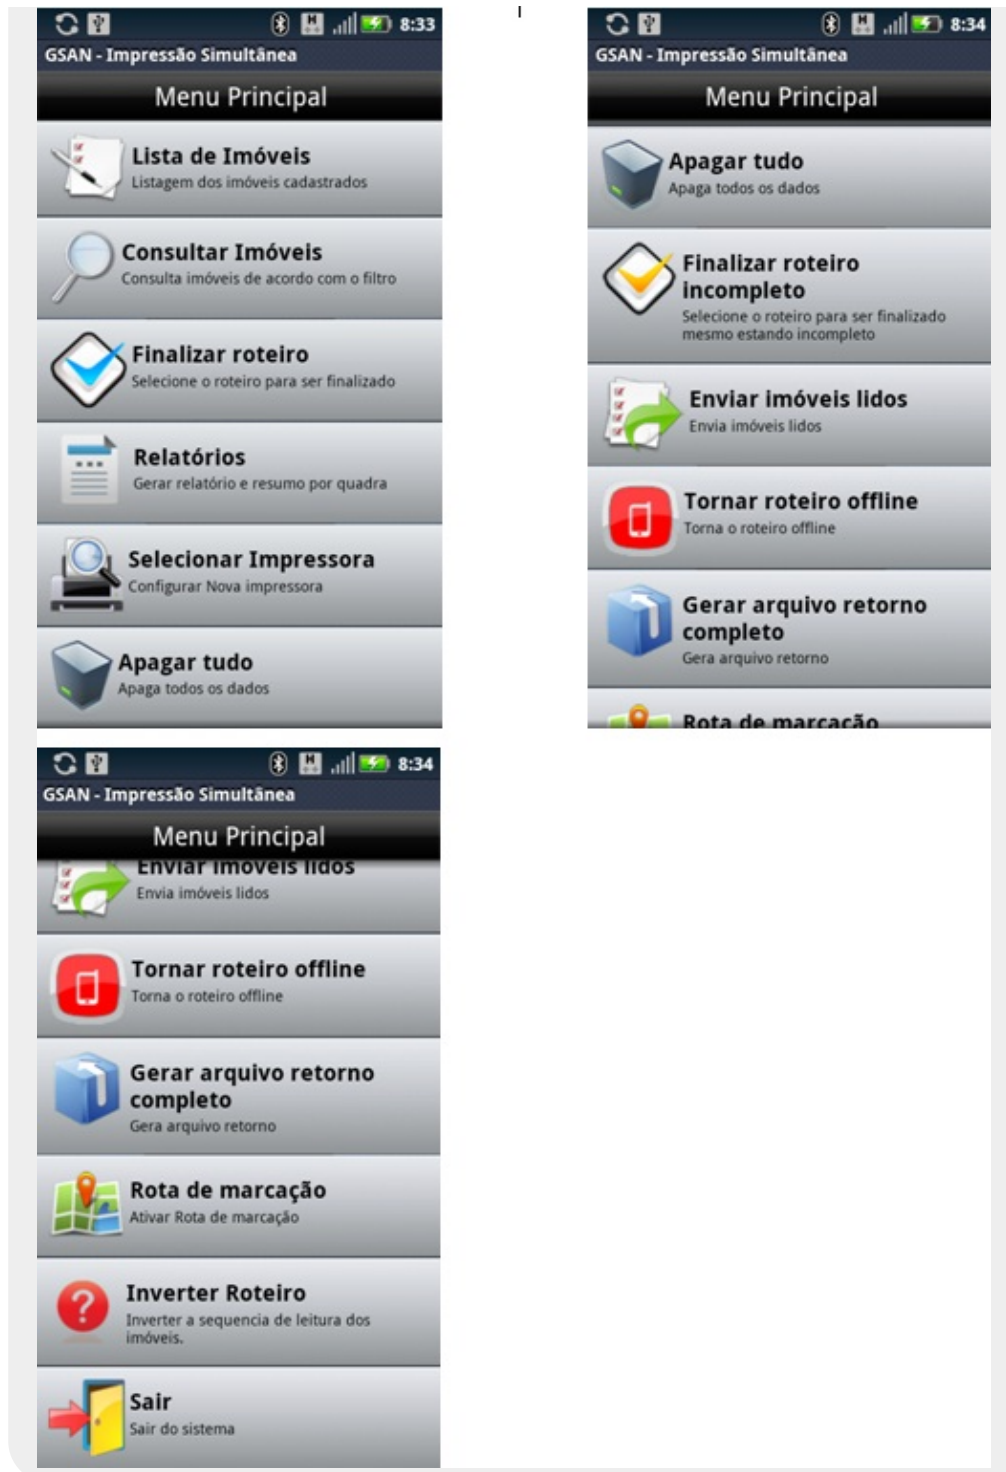 8:33
GSAN - Impressão Simultânea
Menu Principal
Lista de Imóveis
Listagem dos imóveis cadastrados
Consultar Imóveis
Consulta imóveis de acordo com o filtro
Finalizar roteiro
Selecione o roteiro para ser finalizado
Relatórios
Gerar relatório e resumo por quadra
Selecionar Impressora
Configurar Nova impressora
Apagar tudo
Apaga todos os dados
8:34
GSAN - Impressão Simultânea
Menu Principal
Apagar tudo
Apaga todos os dados
Finalizar roteiro
incompleto
Selecione o roteiro para ser finalizado
mesmo estando incompleto
Enviar imóveis lidos
Envia imóveis lidos
Tornar roteiro offline
Torna o roteiro offline
Gerar arquivo retorno
completo
Gera arquivo retorno
Rota de marcação
8:34
GSAN - Impressão Simultânea
Menu Principal
Enviar imóveis lidos
Envia imóveis lidos
Tornar roteiro offline
Torna o roteiro offline
Gerar arquivo retorno
completo
Gera arquivo retorno
Rota de marcação
Ativar Rota de marcação
Inverter Roteiro
Inverter a sequencia de leitura dos
imóveis.
Sair
Sair do sistema